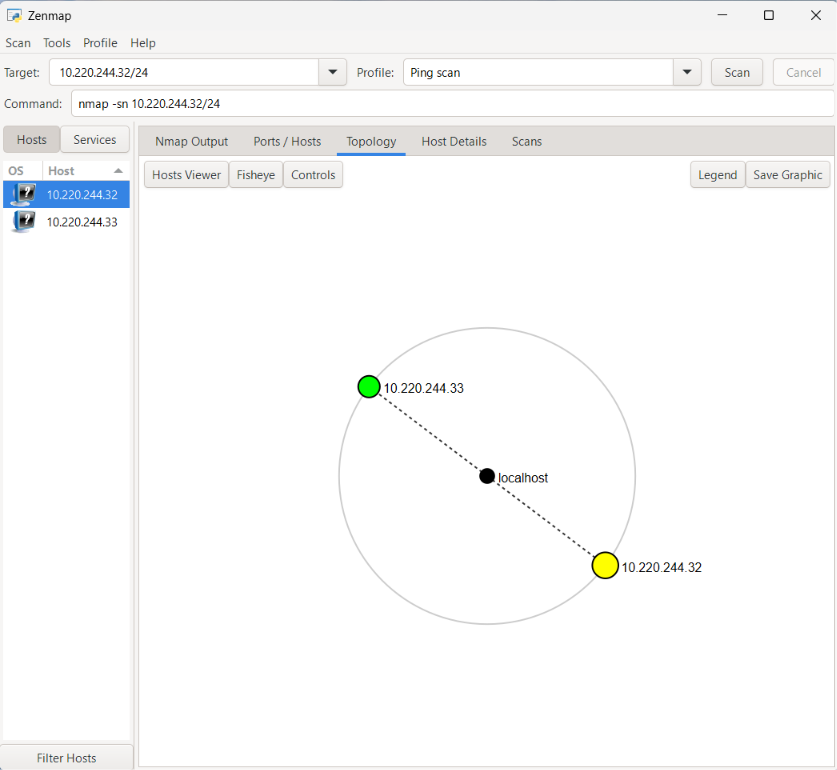 Zenmap
Scan Tools Profile Help
Target: 10.220.244.32/24 Profile: Ping scan Scan Cancel
Command: nmap -sn 10.220.244.32/24
Hosts Services Nmap Output Ports / Hosts Topology Host Details Scans
OS Host Hosts Viewer Fisheye Controls Legend Save Graphic
10.220.244.32
10.220.244.33
10.220.244.33
localhost
10.220.244.32
Filter Hosts